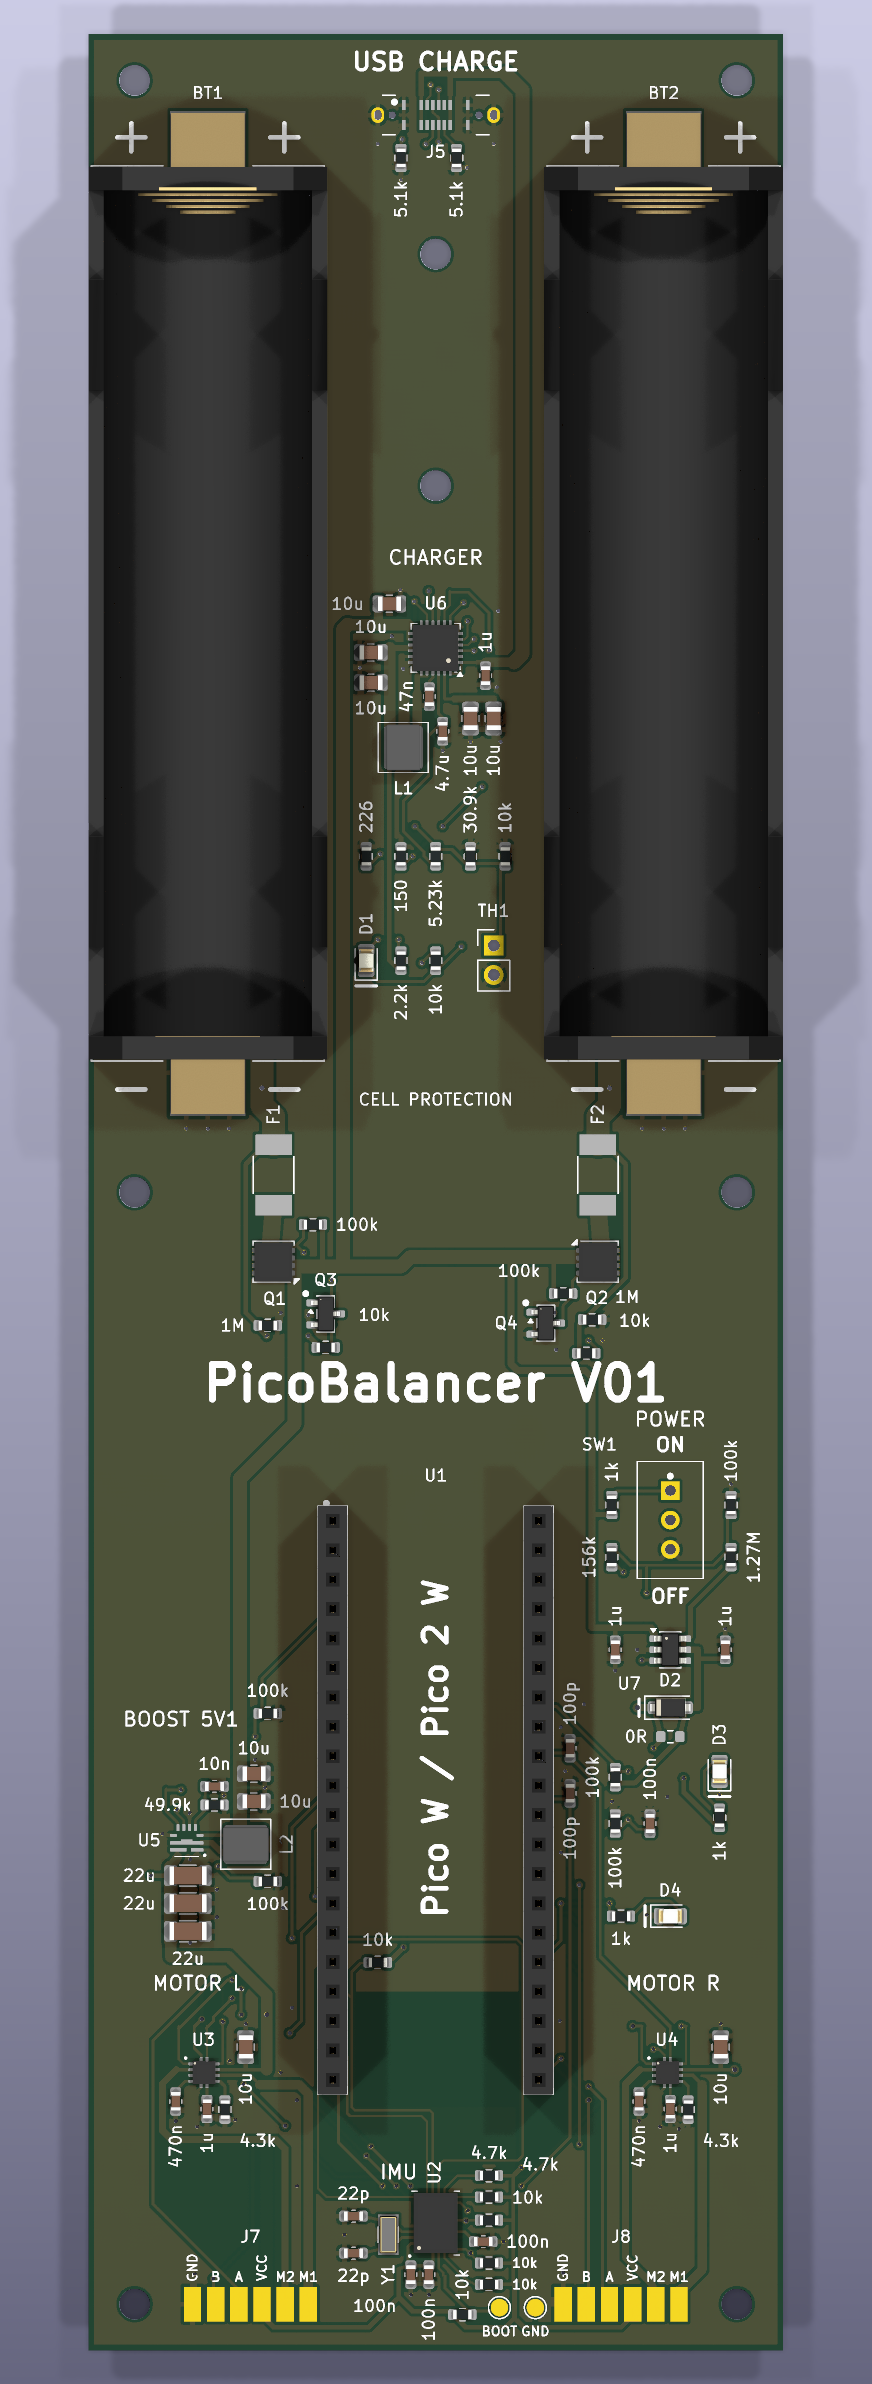 USB CHARGE
BT1
BT2
+ +
+ +
J5
5.1k
5.1k
CHARGER
10u
U6
10u
1u
10u
47n
4.7u
10u
10u
L1
226
30.9k
10k
150
5.23k
D1
TH1
2.2k
10k
CELL PROTECTION
F1
F2
100k
100k
Q1
Q3
Q2
1M
1M
10k
Q4
10k
PicoBalancer V01
POWER
ON
SW1
U1
1k
100k
156k
1.27M
OFF
Pico W / Pico 2 W
1u
1u
U7
D2
100k
BOOST 5V1
100p
0R
D3
10n
10u
100k
100n
49.9k
10u
U5
L2
100p
100k
1k
22u
22u
100k
D4
22u
10k
1k
MOTOR L
MOTOR R
U3
U4
10u
10u
470n
1u
4.3k
470n
1u
4.3k
IMU
U2
4.7k
4.7k
22p
10k
J7
J8
100n
22p
Y1
10k
10k
10k
100n
100n
GND
B
A
VCC
M2
M1
GND
B
A
VCC
M2
M1
BOOT GND